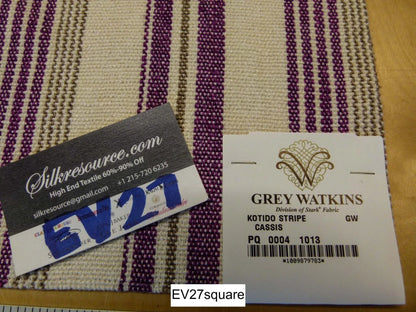 Silkresource.com
High End Textile 60%-90% Off
silkresource@gmail.com +1 215-720 6235
EV27
GREY WATKINS
Division of Stark® Fabric
KOTIDO STRIPE GW
CASSIS
PQ 0004 1013
*1009879703*
EV27square